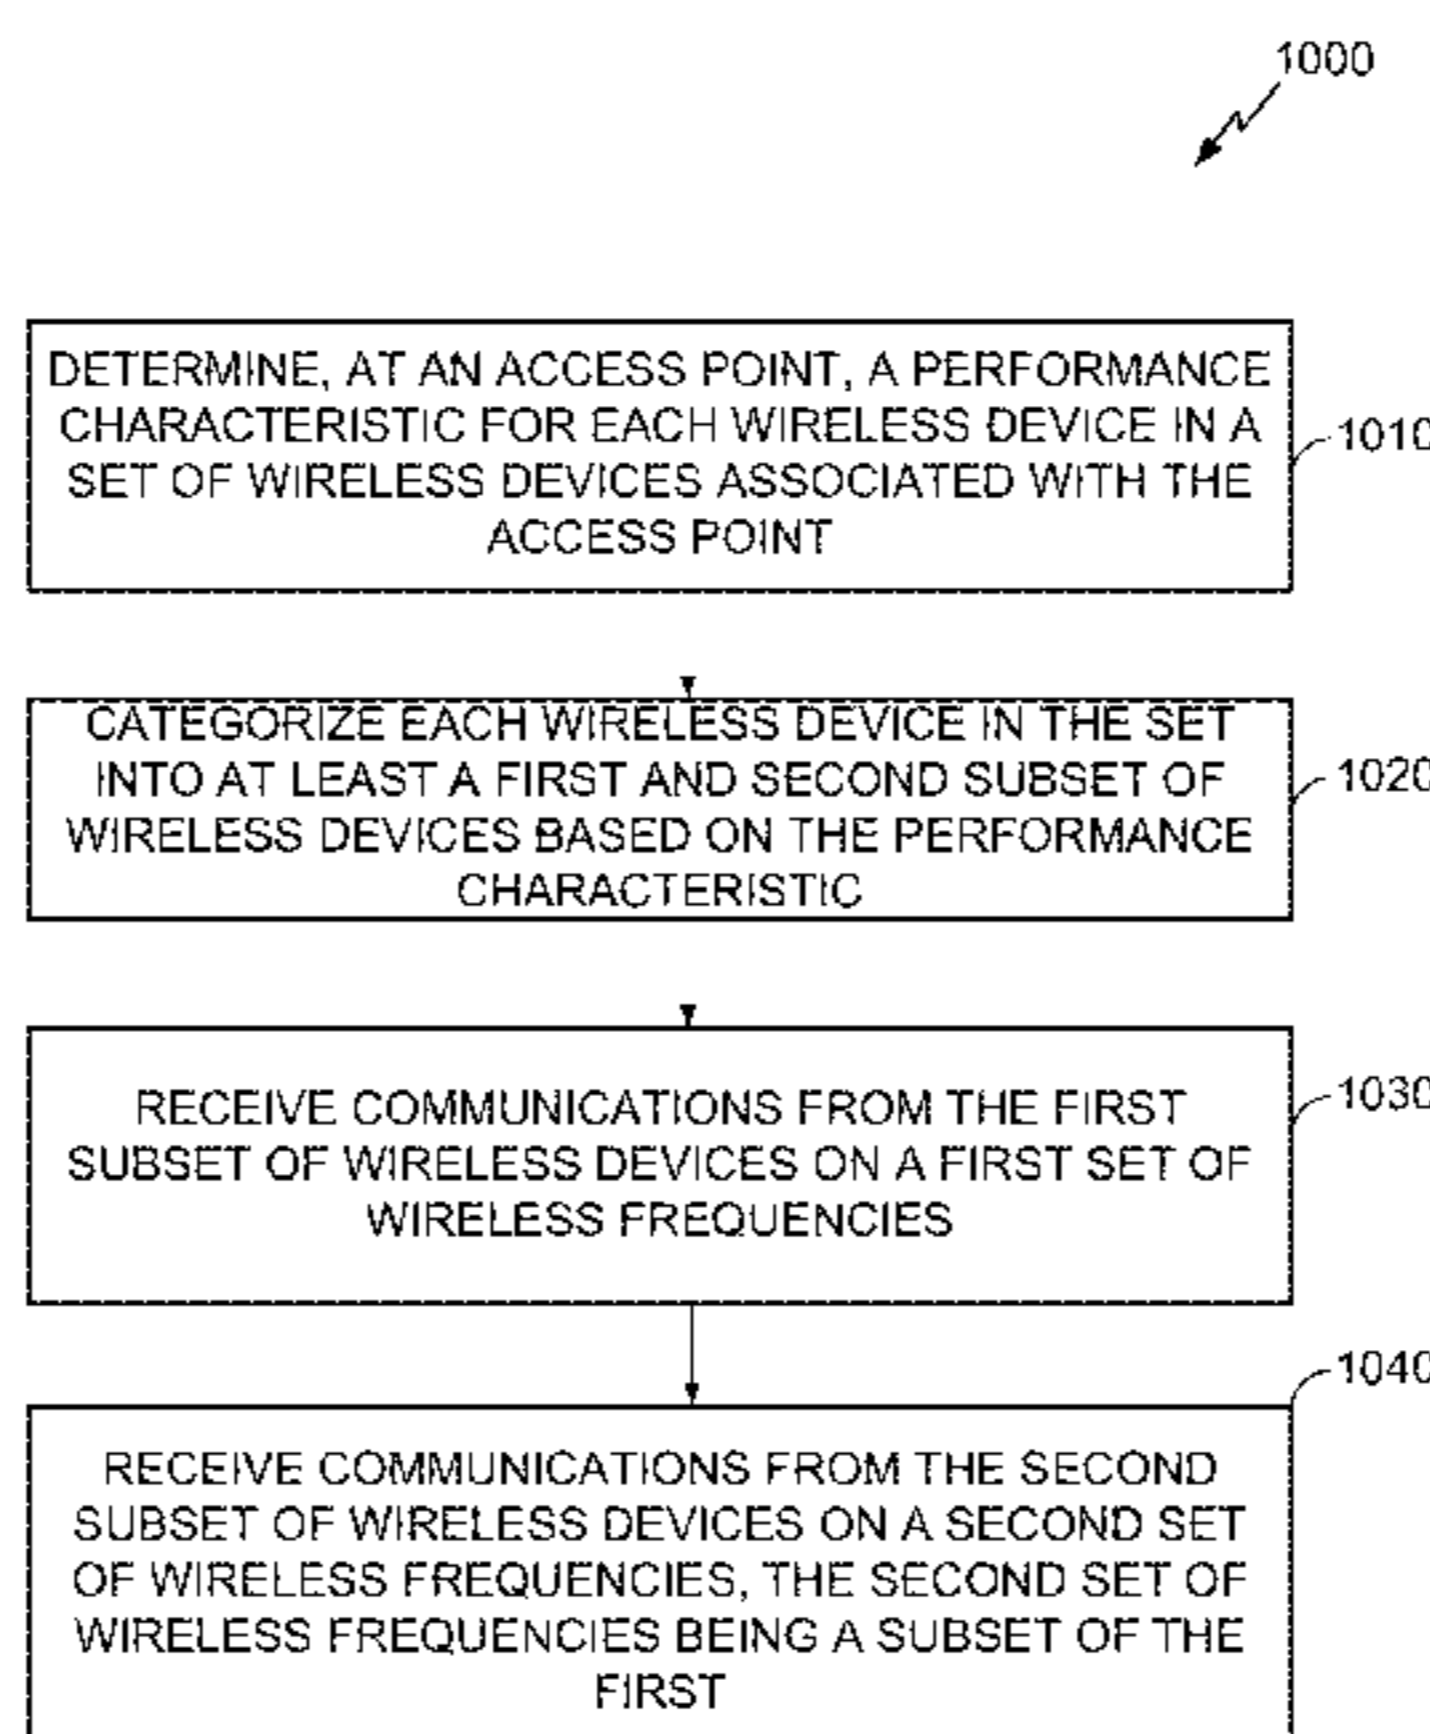 1000
DETERMINE, AT AN ACCESS POINT, A PERFORMANCE
CHARACTERISTIC FOR EACH WIRELESS DEVICE IN A
SET OF WIRELESS DEVICES ASSOCIATED WITH THE
ACCESS POINT
1010
CATEGORIZE EACH WIRELESS DEVICE IN THE SET
INTO AT LEAST A FIRST AND SECOND SUBSET OF
WIRELESS DEVICES BASED ON THE PERFORMANCE
CHARACTERISTIC
1020
RECEIVE COMMUNICATIONS FROM THE FIRST
SUBSET OF WIRELESS DEVICES ON A FIRST SET OF
WIRELESS FREQUENCIES
1030
RECEIVE COMMUNICATIONS FROM THE SECOND
SUBSET OF WIRELESS DEVICES ON A SECOND SET
OF WIRELESS FREQUENCIES, THE SECOND SET OF
WIRELESS FREQUENCIES BEING A SUBSET OF THE
FIRST
1040